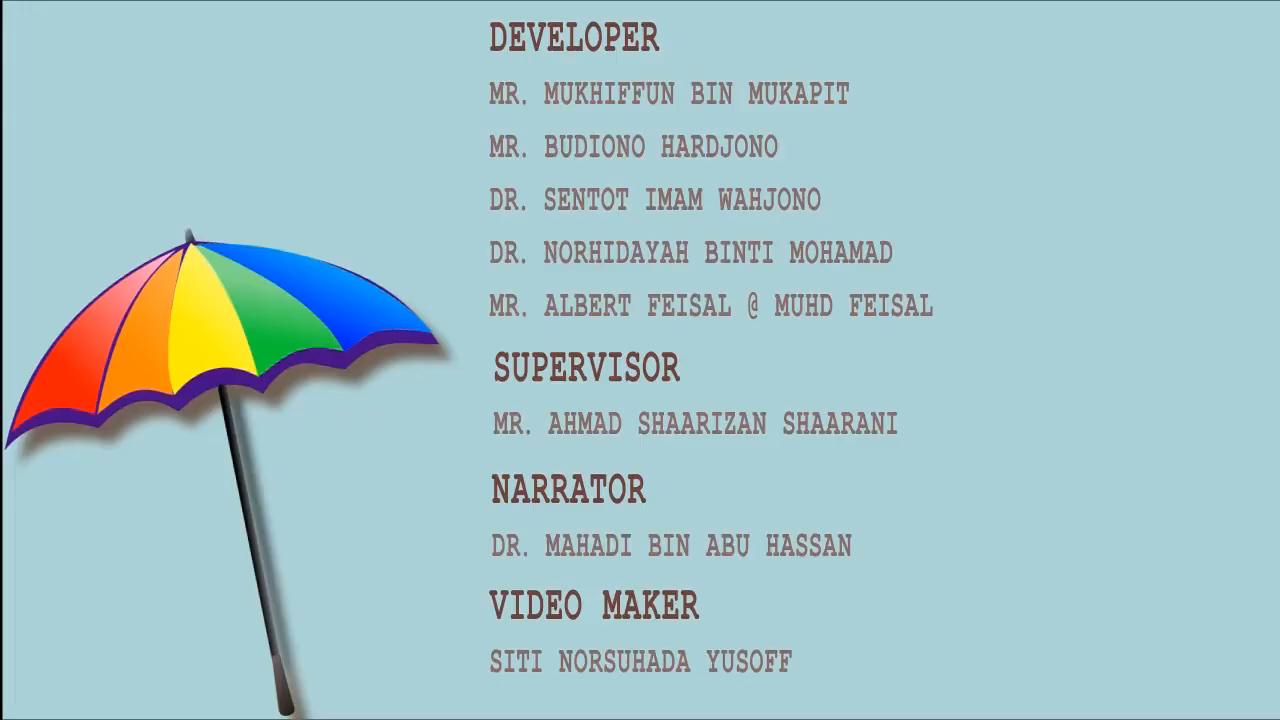 DEVELOPER
MR. MUKHIFFUN BIN MUKAPIT
MR. BUDIONO HARDJONO
DR. SENTOT IMAM WAHJONO
DR. NORHIDAYAH BINTI MOHAMAD
MR. ALBERT FEISAL @ MUHD FEISAL
SUPERVISOR
MR. AHMAD SHAARIZAN SHAARANI
NARRATOR
DR. MAHADI BIN ABU HASSAN
VIDEO MAKER
SITI NORSUHADA YUSOFF